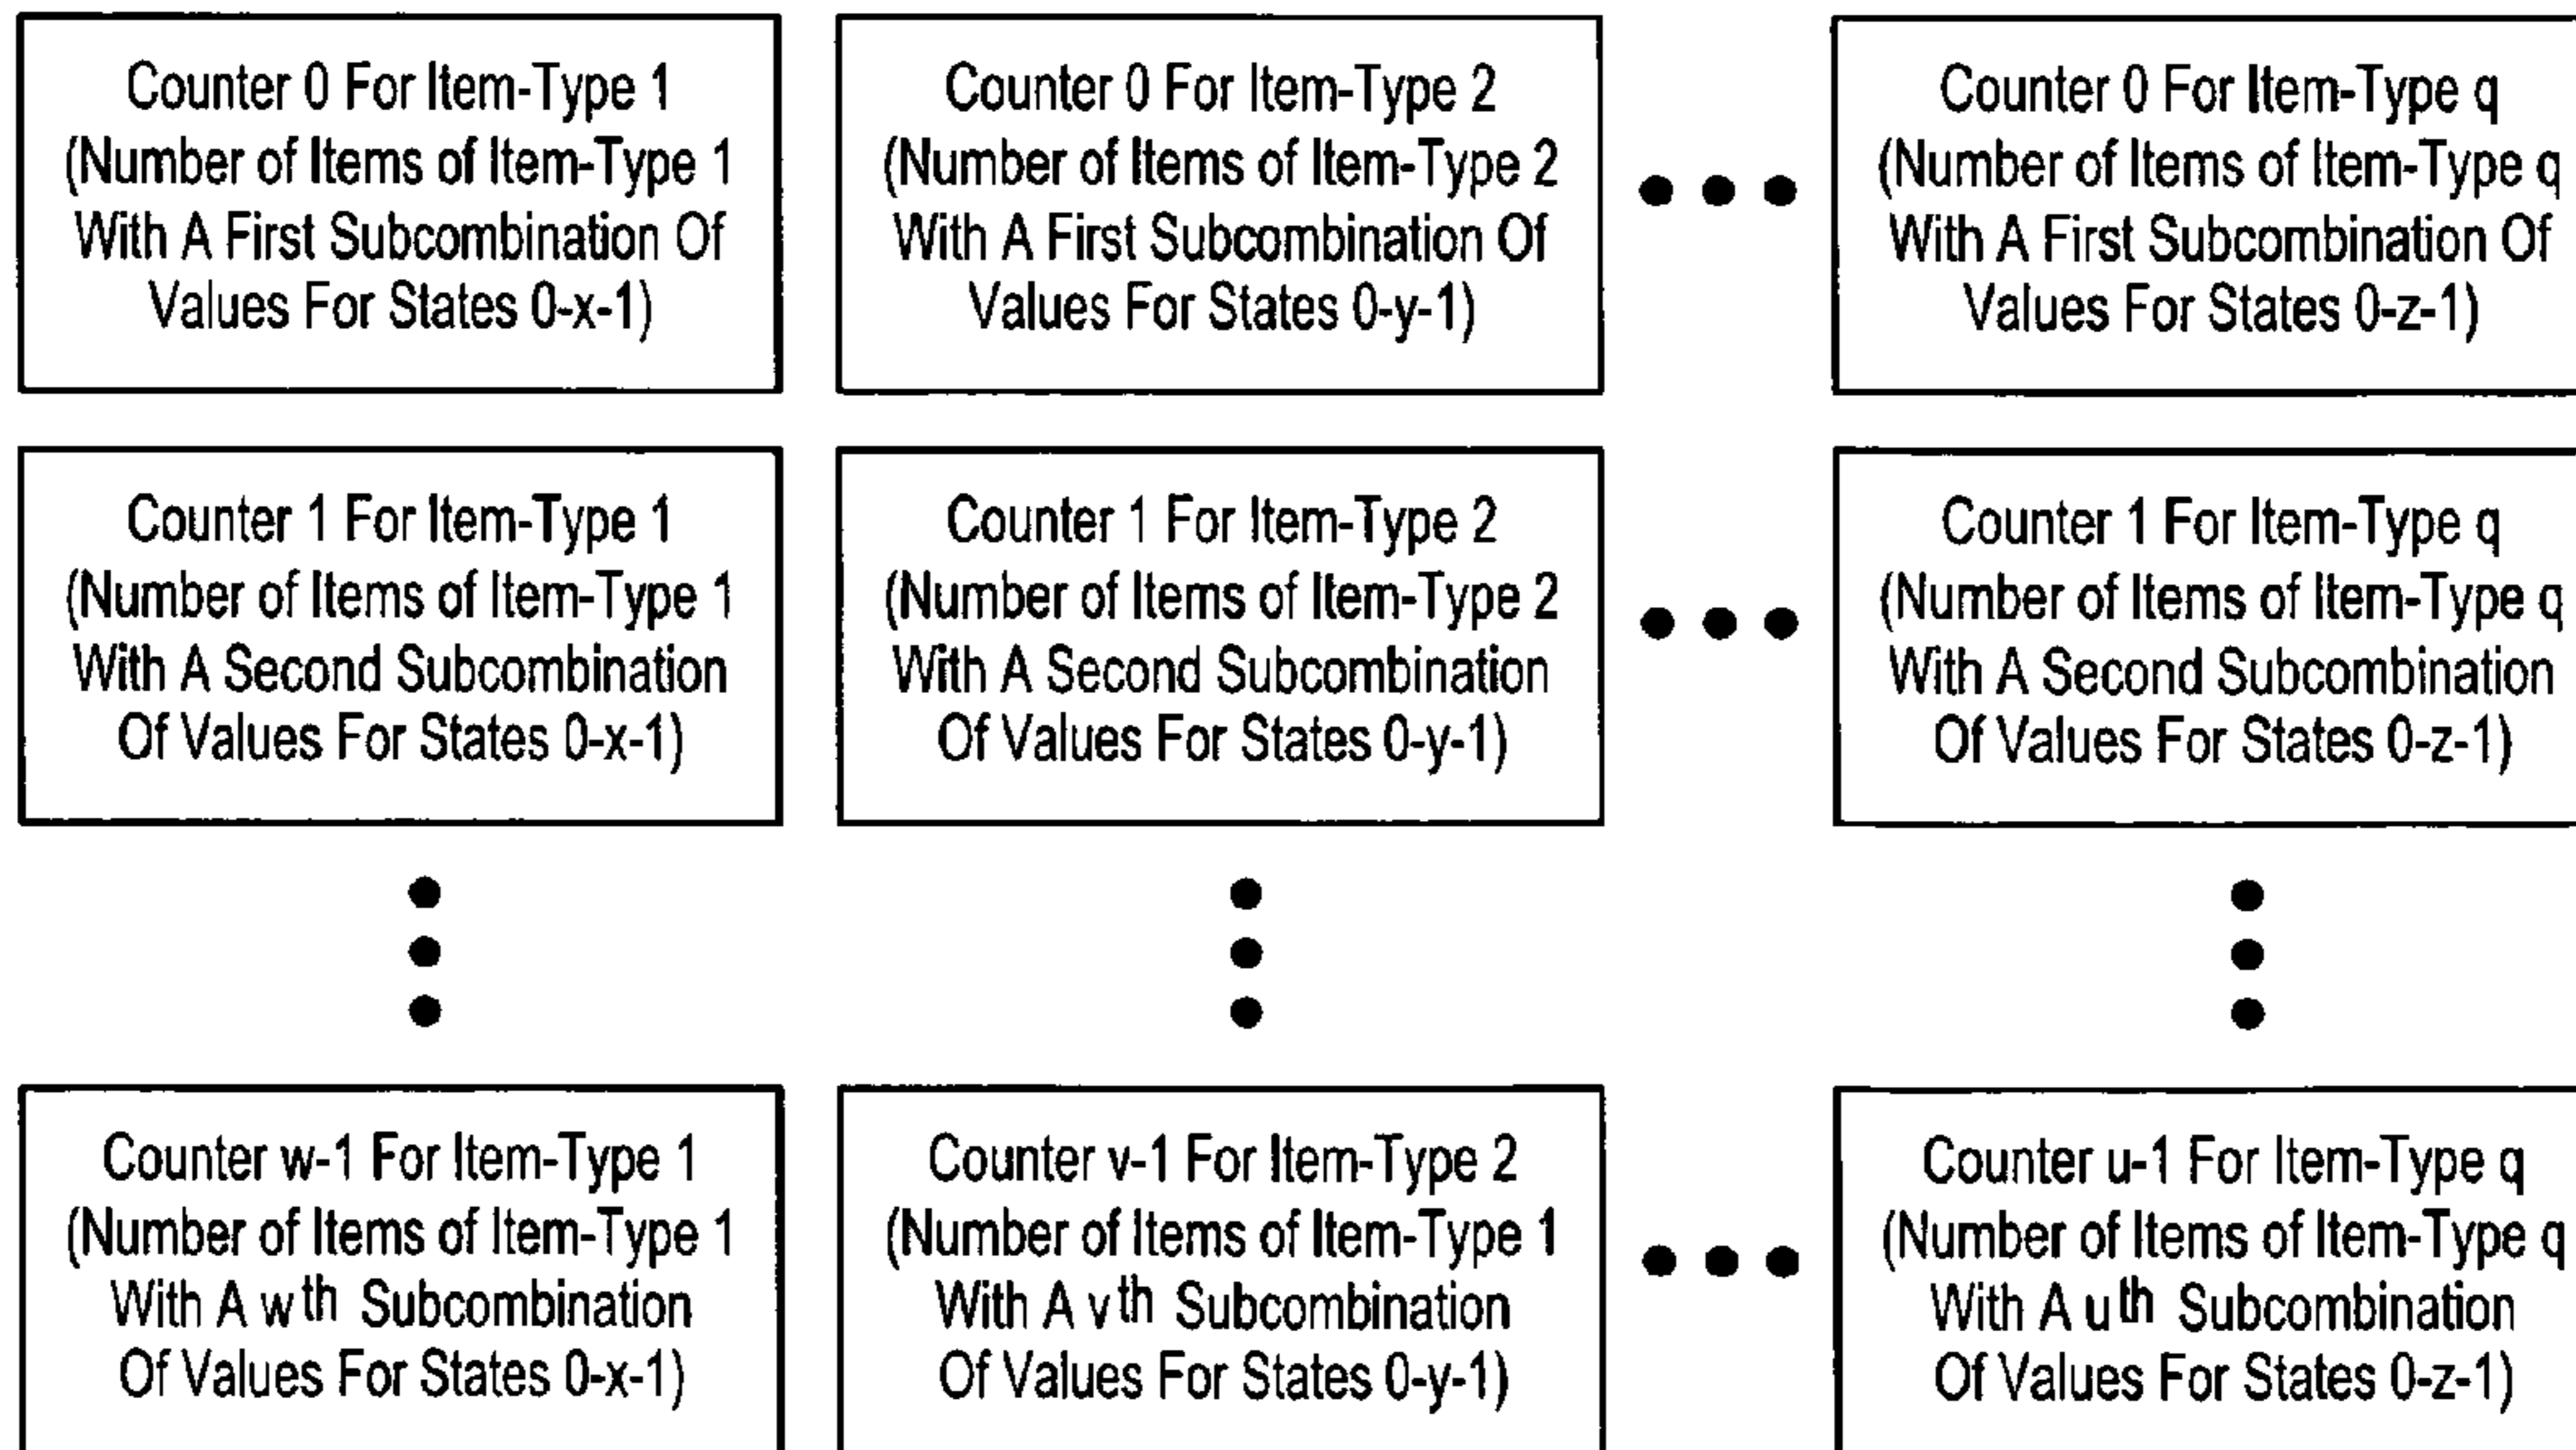 Counter 0 For Item-Type 1
(Number of Items of Item-Type 1
With A First Subcombination Of
Values For States 0-x-1)
Counter 0 For Item-Type 2
(Number of Items of Item-Type 2
With A First Subcombination Of
Values For States 0-y-1)
Counter 0 For Item-Type q
(Number of Items of Item-Type q
With A First Subcombination Of
Values For States 0-z-1)
Counter 1 For Item-Type 1
(Number of Items of Item-Type 1
With A Second Subcombination
Of Values For States 0-x-1)
Counter 1 For Item-Type 2
(Number of Items of Item-Type 2
With A Second Subcombination
Of Values For States 0-y-1)
Counter 1 For Item-Type q
(Number of Items of Item-Type q
With A Second Subcombination
Of Values For States 0-z-1)
Counter w-1 For Item-Type 1
(Number of Items of Item-Type 1
With A wth Subcombination
Of Values For States 0-x-1)
Counter v-1 For Item-Type 2
(Number of Items of Item-Type 1
With A vth Subcombination
Of Values For States 0-y-1)
Counter u-1 For Item-Type q
(Number of Items of Item-Type q
With A uth Subcombination
Of Values For States 0-z-1)